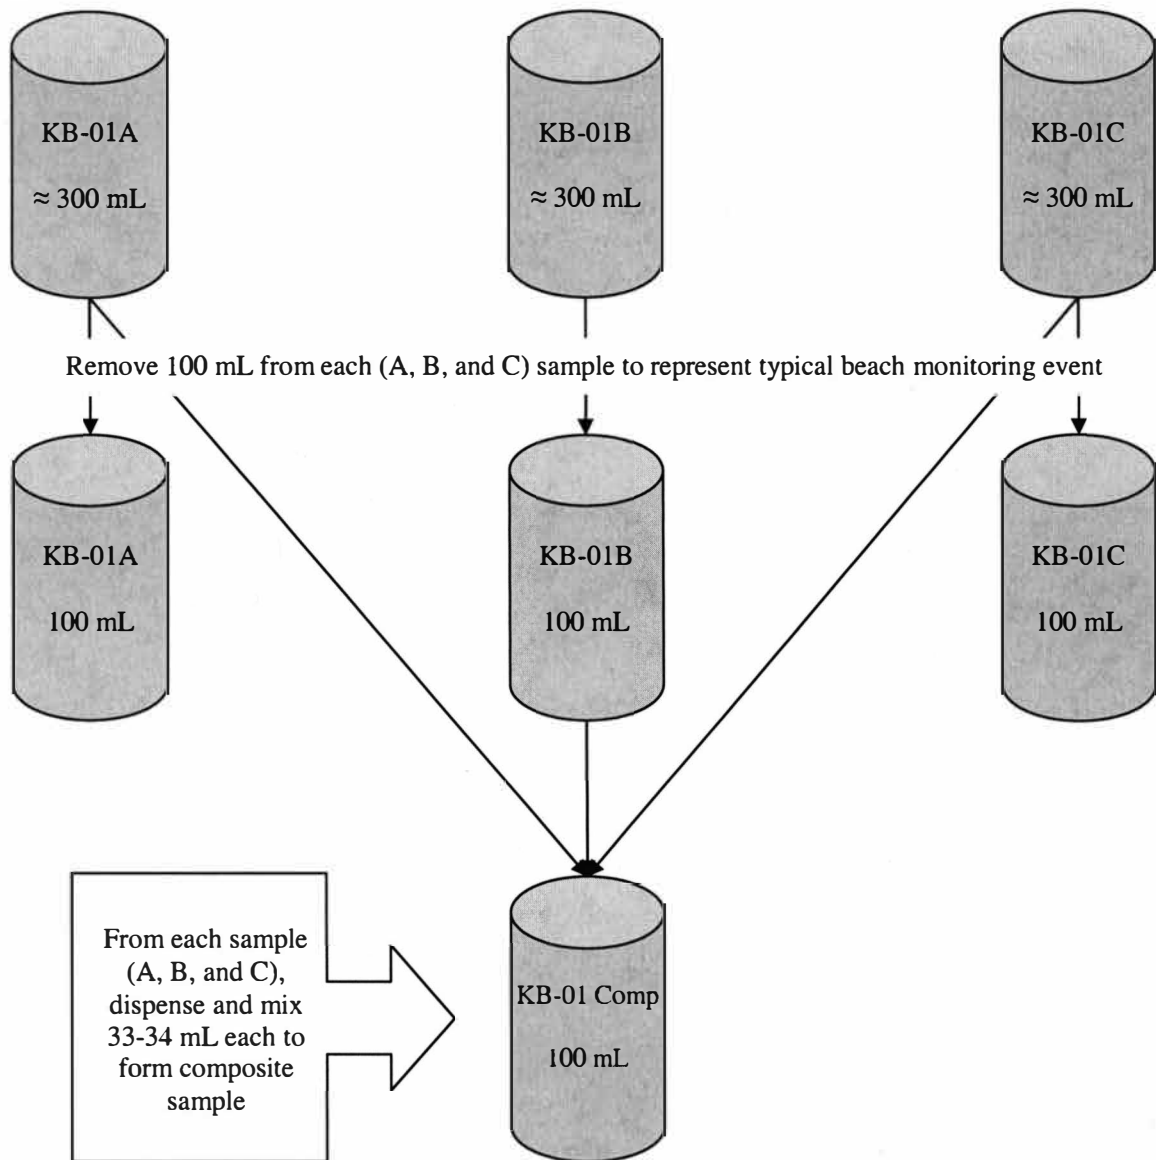 KB-01A
≈ 300 mL
KB-01B
≈ 300 mL
KB-01C
≈ 300 mL
Remove 100 mL from each (A, B, and C) sample to represent typical beach monitoring event
KB-01A
100 mL
KB-01B
100 mL
KB-01C
100 mL
From each sample
(A, B, and C),
dispense and mix
33-34 mL each to
form composite
sample
KB-01 Comp
100 mL